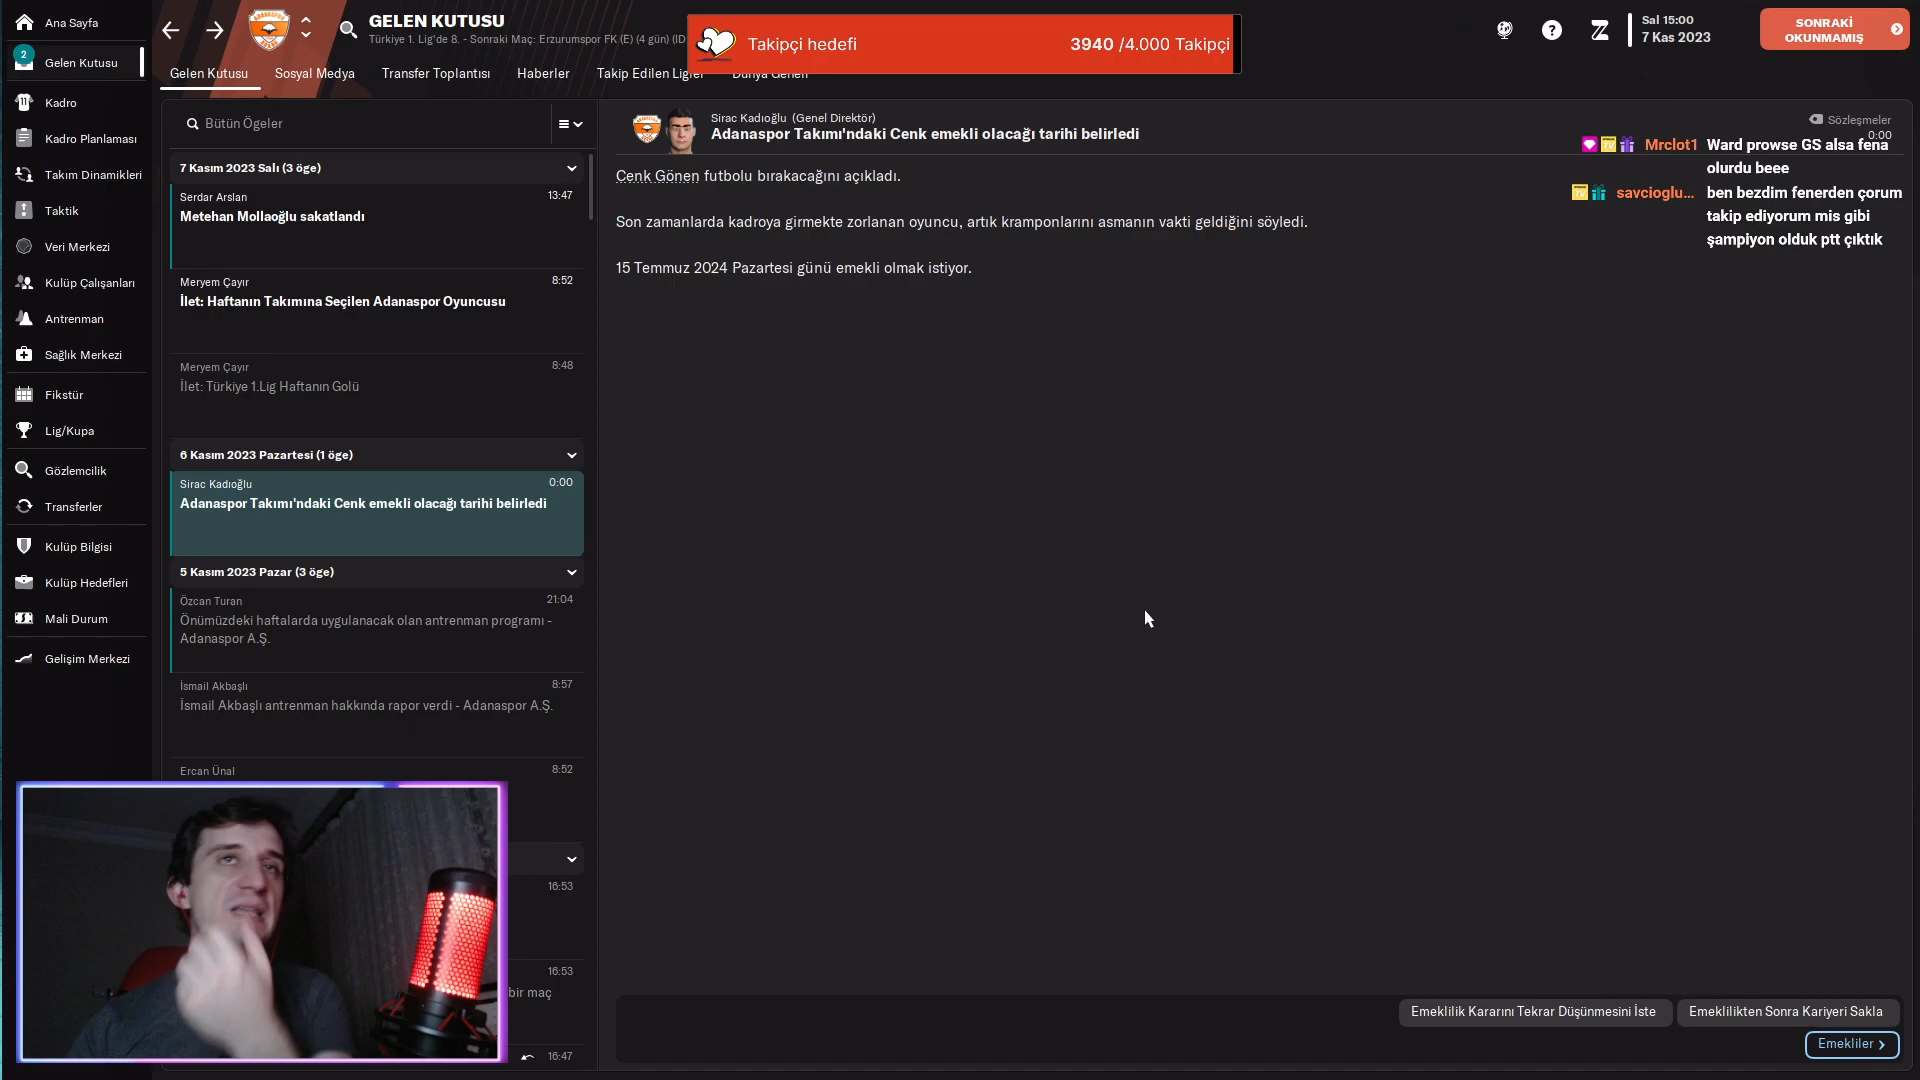 Ana Sayfa
2
Gelen Kutusu
Kadro
Kadro Planlaması
Takım Dinamikleri
Taktik
Veri Merkezi
Kulüp Çalışanları
Antrenman
Sağlık Merkezi
Fikstür
Lig/Kupa
Gözlemcilik
Transferler
Kulüp Bilgisi
Kulüp Hedefleri
Mali Durum
Gelişim Merkezi
GELEN KUTUSU
Türkiye 1. Lig'de 8. - Sonraki Maç: Erzurumspor FK (E) (4 gün) (ID
Takipçi hedefi
3940 /4.000 Takipçi
Sal 15:00
7 Kas 2023
SONRAKİ
OKUNMAMIŞ
Gelen Kutusu
Sosyal Medya
Transfer Toplantısı
Haberler
Takip Edilen Ligler
Dünya Geneli
Bütün Ögeler
7 Kasım 2023 Salı (3 öge)
Serdar Arslan
13:47
Metehan Mollaoğlu sakatlandı
Meryem Çayır
8:52
İlet: Haftanın Takımına Seçilen Adanaspor Oyuncusu
Meryem Çayır
8:48
İlet: Türkiye 1.Lig Haftanın Golü
6 Kasım 2023 Pazartesi (1 öge)
Sirac Kadıoğlu
0:00
Adanaspor Takımı'ndaki Cenk emekli olacağı tarihi belirledi
5 Kasım 2023 Pazar (3 öge)
Özcan Turan
21:04
Önümüzdeki haftalarda uygulanacak olan antrenman programı -
Adanaspor A.Ş.
İsmail Akbaşlı
8:57
İsmail Akbaşlı antrenman hakkında rapor verdi - Adanaspor A.Ş.
Ercan Ünal
8:52
16:53
16:53
bir maç
16:47
Sirac Kadıoğlu (Genel Direktör)
Adanaspor Takımı'ndaki Cenk emekli olacağı tarihi belirledi
Sözleşmeler
0:00
Cenk Gönen futbolu bırakacağını açıkladı.
Son zamanlarda kadroya girmekte zorlanan oyuncu, artık kramponlarını asmanın vakti geldiğini söyledi.
15 Temmuz 2024 Pazartesi günü emekli olmak istiyor.
Mrclot1 Ward prowse GS alsa fena
olurdu beee
savcioglu... ben bezdim fenerden çorum
takip ediyorum mis gibi
şampiyon olduk ptt çıktık
Emeklilik Kararını Tekrar Düşünmesini İste
Emeklilikten Sonra Kariyeri Sakla
Emekliler